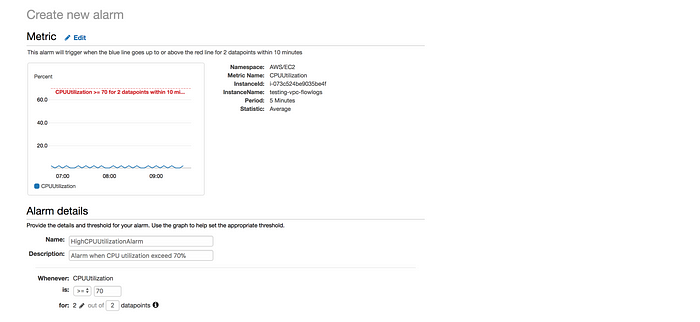 Create new alarm
Metric Edit
This alarm will trigger when the blue line goes up to or above the red line for 2 datapoints within 10 minutes
Percent
CPUUtilization >= 70 for 2 datapoints within 10 mi...
60.0
40.0
20.0
07:00 08:00 09:00
CPUUtilization
Namespace: AWS/EC2
Metric Name: CPUUtilization
InstanceId: i-073c524be9035be4f
InstanceName: testing-vpc-flowlogs
Period: 5 Minutes
Statistic: Average
Alarm details
Provide the details and threshold for your alarm. Use the graph to help set the appropriate threshold.
Name: HighCPUUtilizationAlarm
Description: Alarm when CPU utilization exceed 70%
Whenever: CPUUtilization
is: >= 70
for: 2 out of 2 datapoints